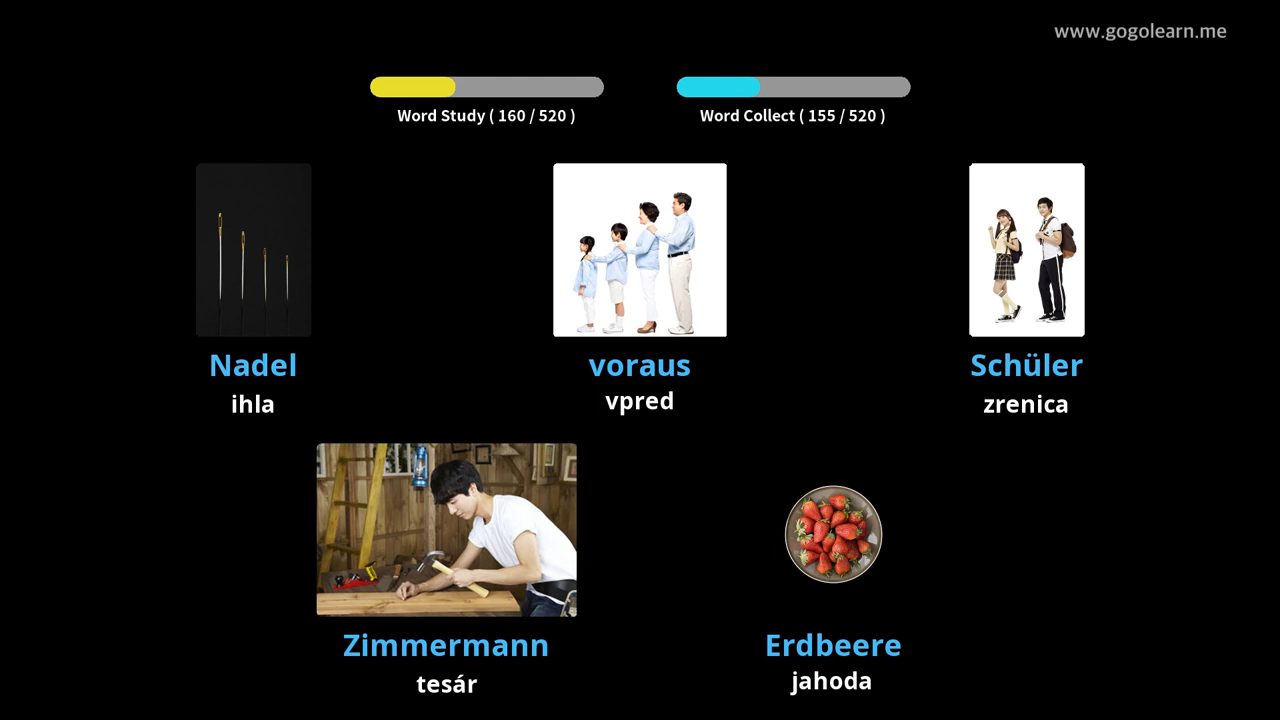 www.gogolearn.me
Word Study ( 160 / 520 )
Word Collect ( 155 / 520 )
Nadel
ihla
voraus
vpred
Schüler
zrenica
Zimmermann
tesár
Erdbeere
jahoda